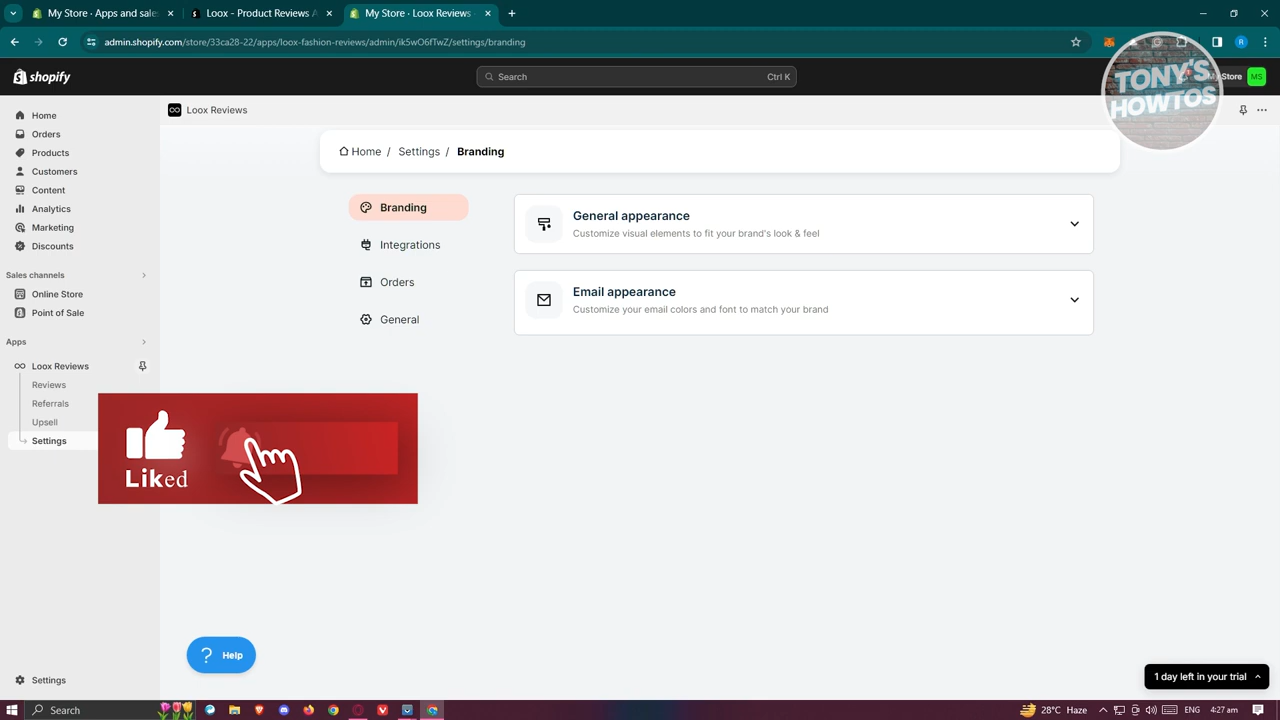 My Store · Apps and sales
Loox - Product Reviews A
My Store · Loox Reviews · Settings
admin.shopify.com/store/33ca28-22/apps/loox-fashion-reviews/admin/ik5wO6fTwZ/settings/branding
R
shopify
Search
Ctrl K
My Store
MS
TONY'S
HOWTOS
Home
Orders
Products
Customers
Content
Analytics
Marketing
Discounts
Sales channels
Online Store
Point of Sale
Apps
Loox Reviews
Reviews
Referrals
Upsell
Settings
Settings
Loox Reviews
Home / Settings / Branding
Branding
Integrations
Orders
General
General appearance
Customize visual elements to fit your brand's look & feel
Email appearance
Customize your email colors and font to match your brand
Liked
? Help
1 day left in your trial
Search
28°C Haze
4:27 am